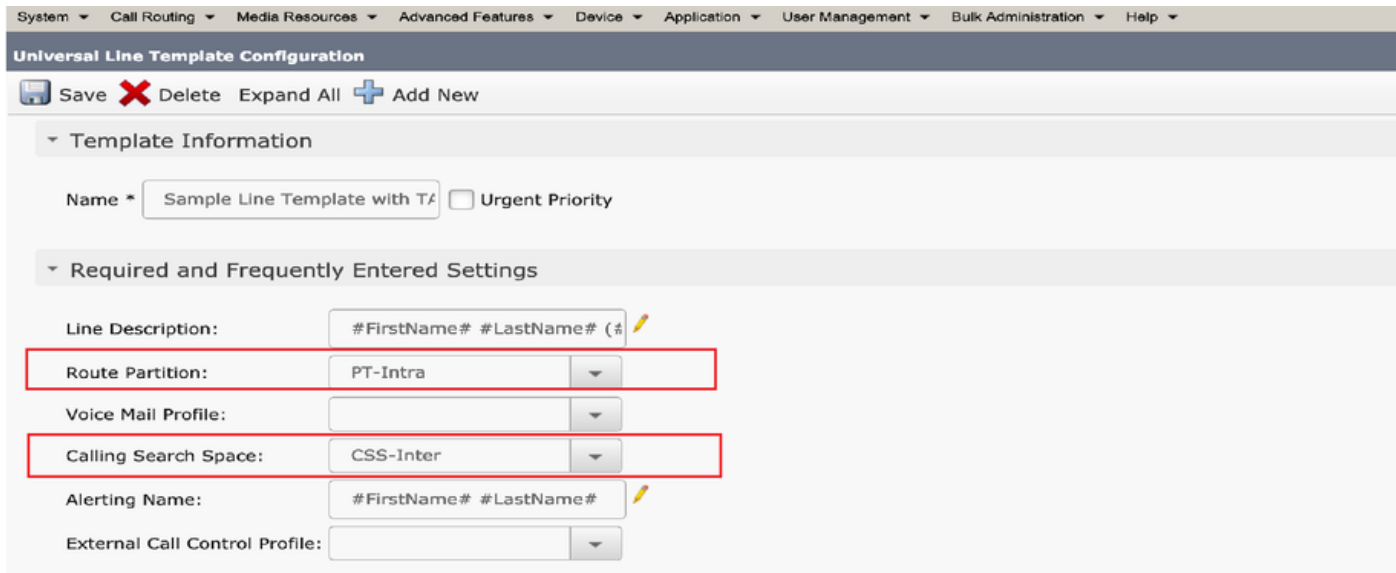 System Call Routing Media Resources Advanced Features Device Application User Management Bulk Administration Help
Universal Line Template Configuration
Save Delete Expand All Add New
Template Information
Name * Sample Line Template with TA Urgent Priority
Required and Frequently Entered Settings
Line Description: #FirstName# #LastName# (#
Route Partition: PT-Intra
Voice Mail Profile:
Calling Search Space: CSS-Inter
Alerting Name: #FirstName# #LastName#
External Call Control Profile: